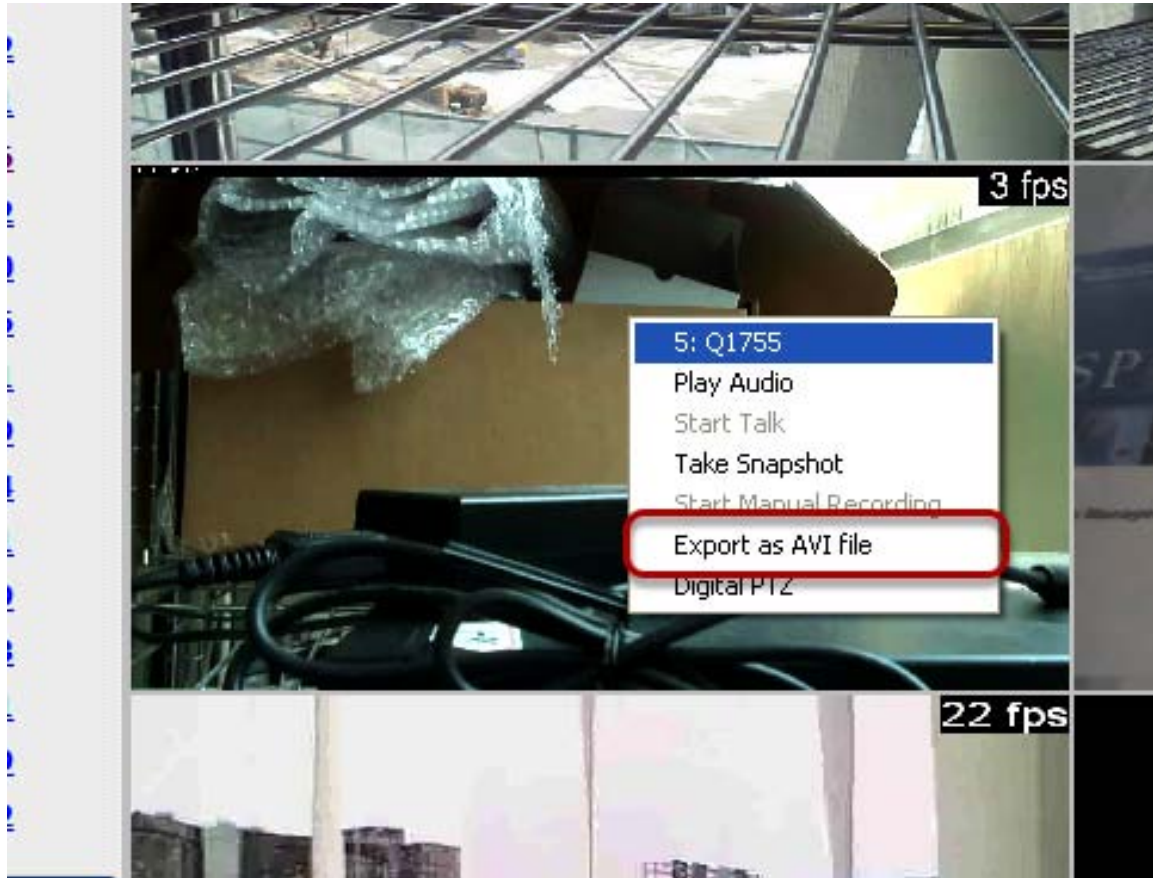 3 fps
5: Q1755
Play Audio
Start Talk
Take Snapshot
Start Manual Recording
Export as AVI file
Digital PTZ
SP
22 fps